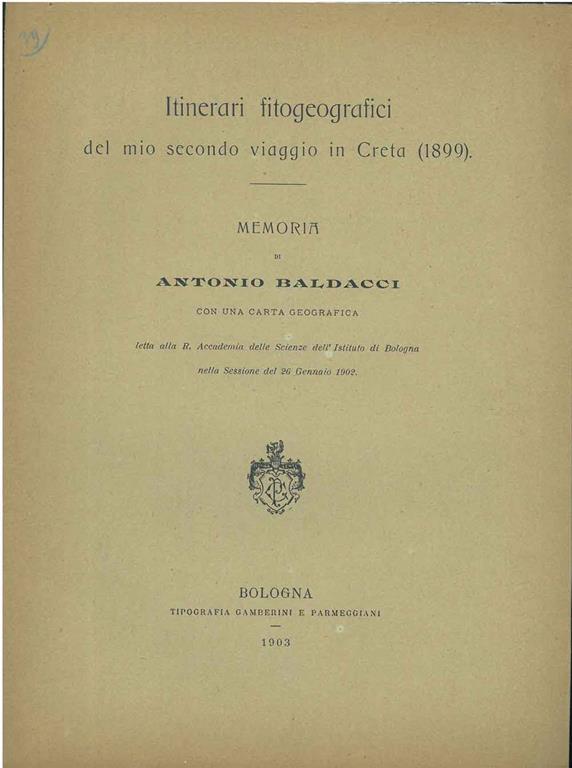 39
Itinerari fitogeografici
del mio secondo viaggio in Creta (1899).
MEMORIA
DI
ANTONIO BALDACCI
CON UNA CARTA GEOGRAFICA
letta alla R. Accademia delle Scienze dell' Istituto di Bologna
nella Sessione del 26 Gennaio 1902.
BOLOGNA
TIPOGRAFIA GAMBERINI E PARMEGGIANI
1903